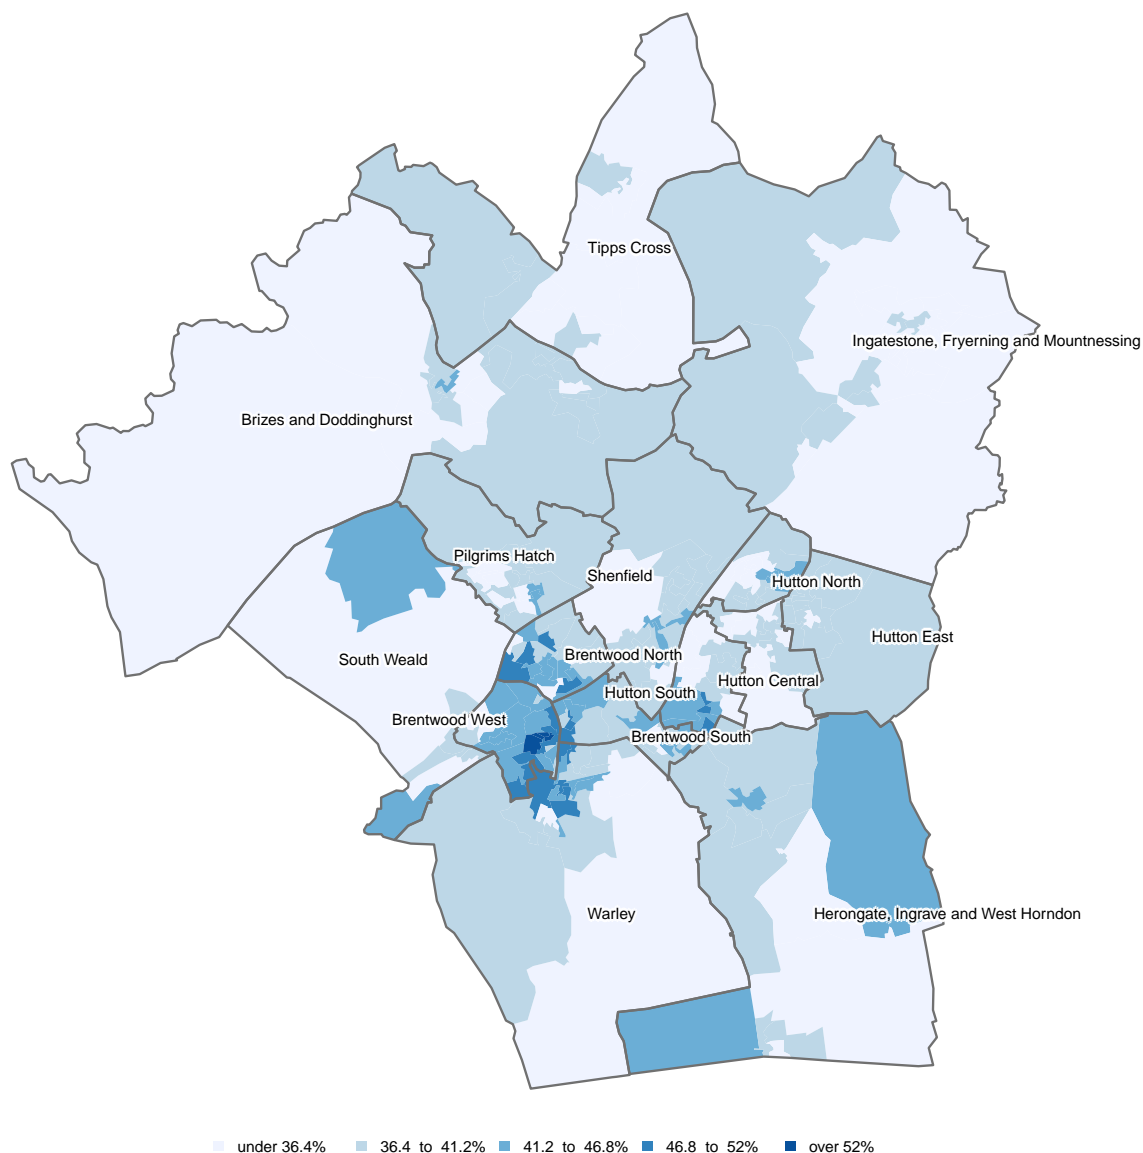 Tipps Cross
Ingatestone, Fryerning and Mountnessing
Brizes and Doddinghurst
Pilgrims Hatch
Shenfield
Hutton North
Hutton East
Brentwood North
South Weald
Hutton Central
Hutton South
Brentwood West
Brentwood South
Warley
Herongate, Ingrave and West Horndon
under 36.4% 36.4 to 41.2% 41.2 to 46.8% 46.8 to 52% over 52%